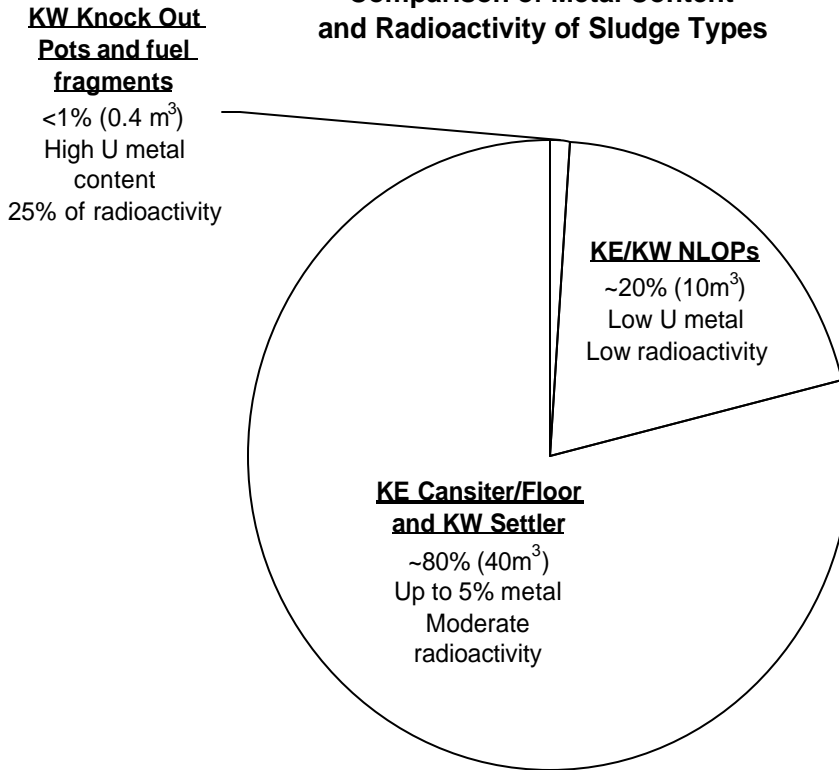 Comparison of Metal Content
and Radioactivity of Sludge Types
KW Knock Out
Pots and fuel
fragments
<1% (0.4 m³)
High U metal
content
25% of radioactivity
KE/KW NLOPs
~20% (10m³)
Low U metal
Low radioactivity
KE Cansiter/Floor
and KW Settler
~80% (40m³)
Up to 5% metal
Moderate
radioactivity